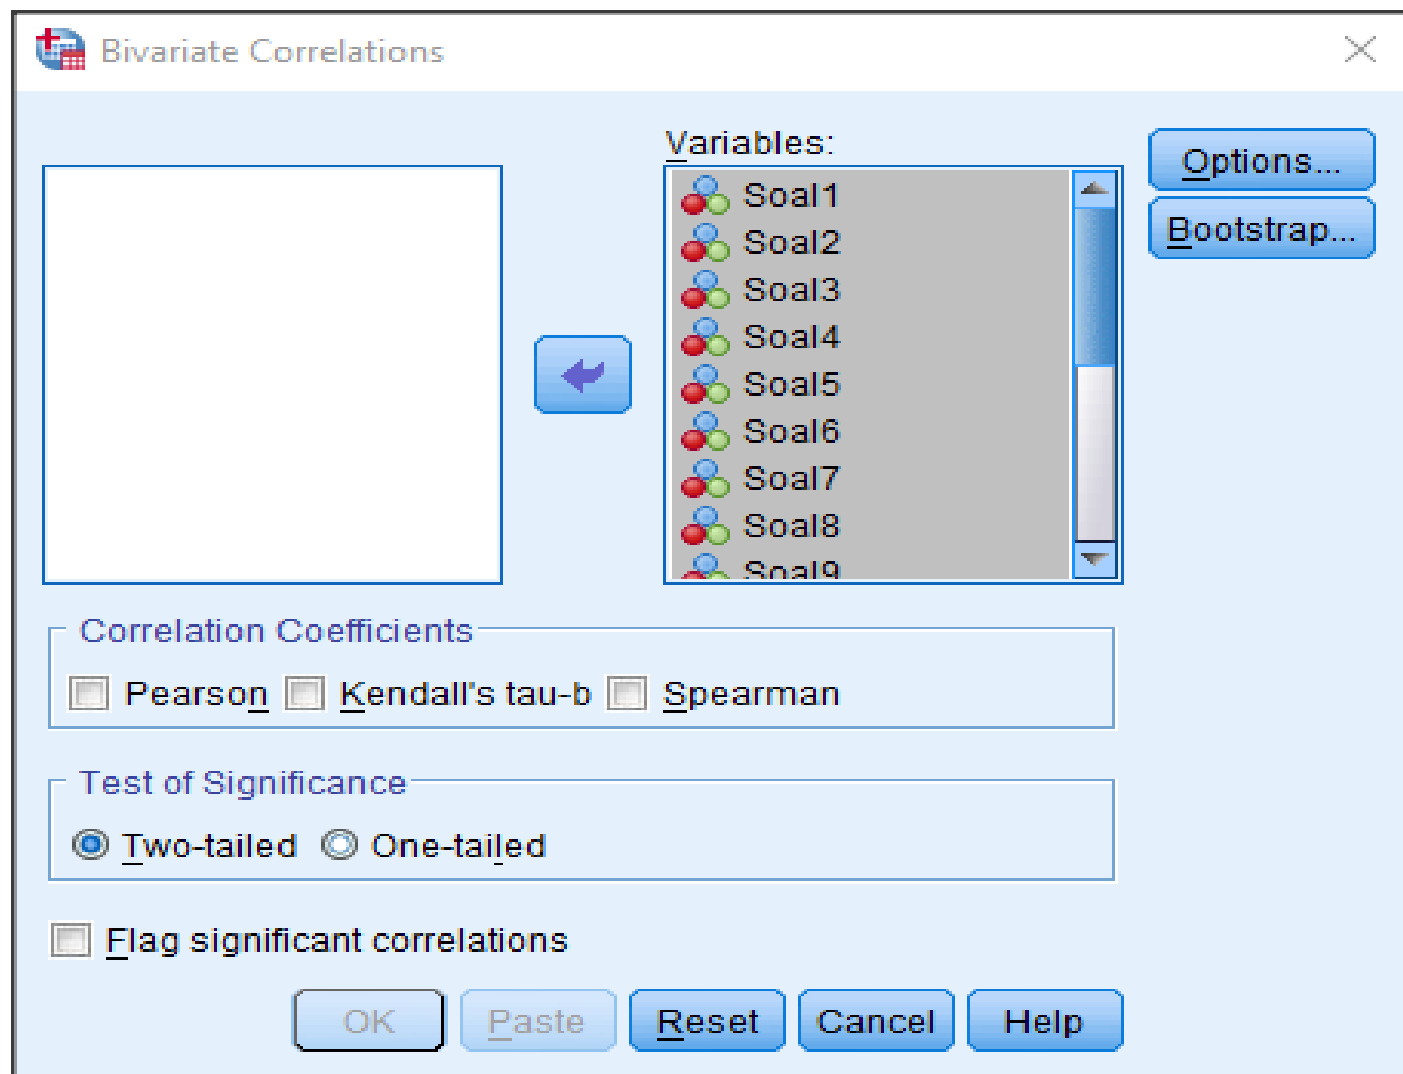 Bivariate Correlations
Variables:
Soal1
Soal2
Soal3
Soal4
Soal5
Soal6
Soal7
Soal8
Soal9
Options...
Bootstrap...
Correlation Coefficients
Pearson Kendall's tau-b Spearman
Test of Significance
Two-tailed One-tailed
Flag significant correlations
OK Paste Reset Cancel Help